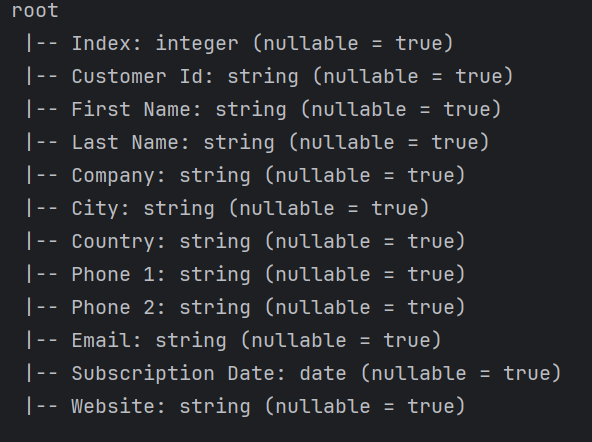 root
 |-- Index: integer (nullable = true)
 |-- Customer Id: string (nullable = true)
 |-- First Name: string (nullable = true)
 |-- Last Name: string (nullable = true)
 |-- Company: string (nullable = true)
 |-- City: string (nullable = true)
 |-- Country: string (nullable = true)
 |-- Phone 1: string (nullable = true)
 |-- Phone 2: string (nullable = true)
 |-- Email: string (nullable = true)
 |-- Subscription Date: date (nullable = true)
 |-- Website: string (nullable = true)